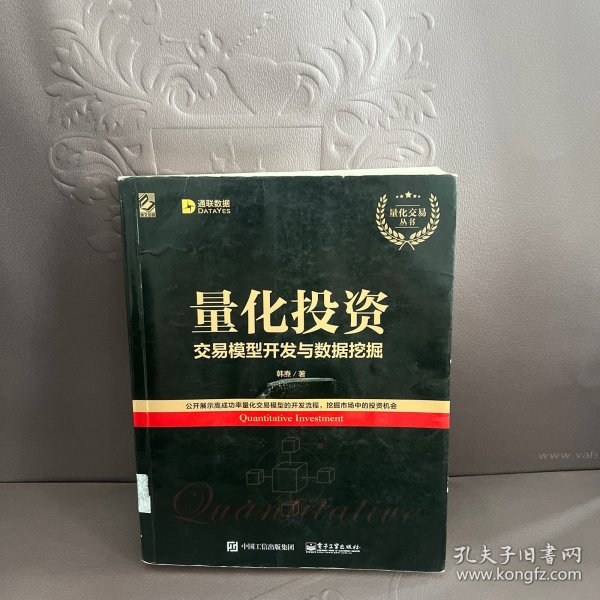 通联数据
DATAYES
量化交易
丛书
量化投资
交易模型开发与数据挖掘
韩焘/著
公开展示高成功率量化交易模型的开发流程，挖掘市场中的投资机会
Quantitative Investment
Quantitative
中国工信出版集团
电子工业出版社
www.vals
孔夫子旧书网
www.kongfz.com